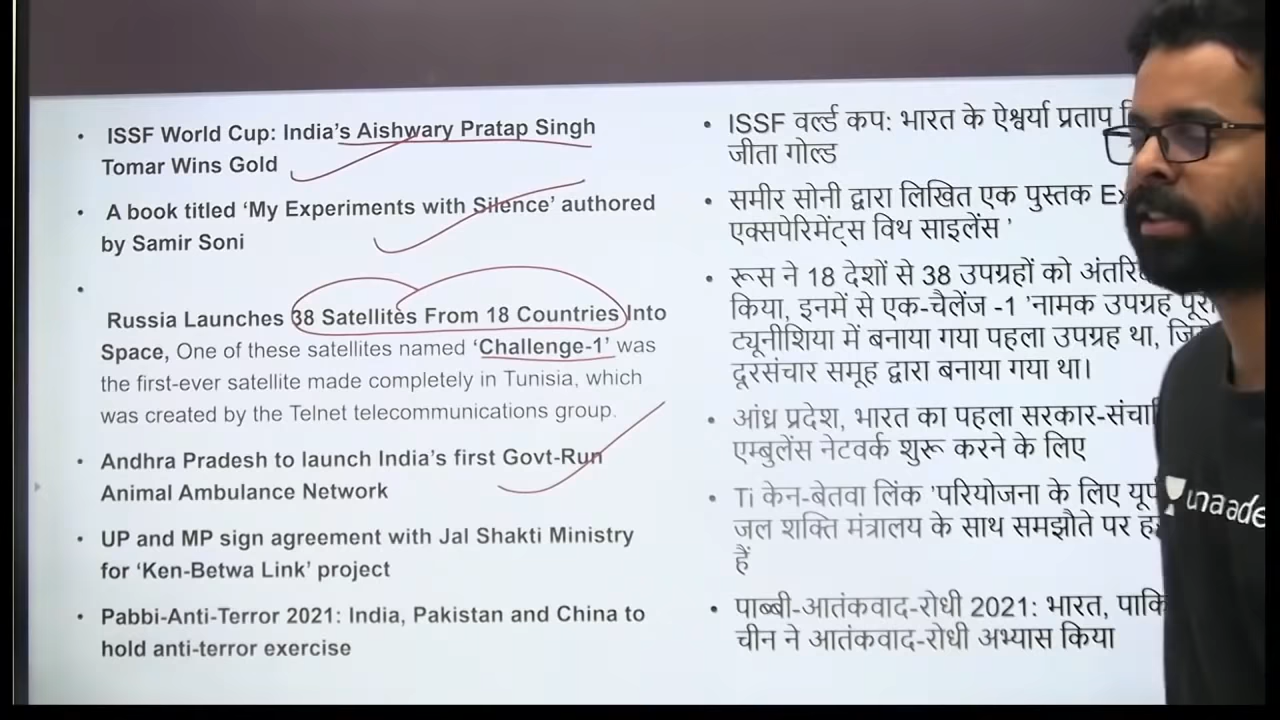 ISSF World Cup: India's Aishwary Pratap Singh
Tomar Wins Gold
A book titled 'My Experiments with Silence' authored
by Samir Soni
Russia Launches 38 Satellites From 18 Countries Into
Space, One of these satellites named 'Challenge-1' was
the first-ever satellite made completely in Tunisia, which
was created by the Telnet telecommunications group.
Andhra Pradesh to launch India's first Govt-Run
Animal Ambulance Network
UP and MP sign agreement with Jal Shakti Ministry
for 'Ken-Betwa Link' project
Pabbi-Anti-Terror 2021: India, Pakistan and China to
hold anti-terror exercise
ISSF वर्ल्ड कप: भारत के ऐश्वर्या प्रताप
जीता गोल्ड
समीर सोनी द्वारा लिखित एक पुस्तक
एक्सपेरिमेंट्स विथ साइलेंस '
रूस ने 18 देशों से 38 उपग्रहों को
किया, इनमें से एक-चैलेंज -1 'नामक उपग्रह
ट्यूनीशिया में बनाया गया पहला उपग्रह था,
दूरसंचार समूह द्वारा बनाया गया था।
आंध्र प्रदेश, भारत का पहला
एम्बुलेंस नेटवर्क शुरू करने के लिए
Ti केन-बेतवा लिंक 'परियोजना के लिए
जल शक्ति मंत्रालय के साथ समझौते पर
हैं
पाब्बी-आतंकवाद-रोधी 2021: भारत,
चीन ने आतंकवाद-रोधी अभ्यास किया